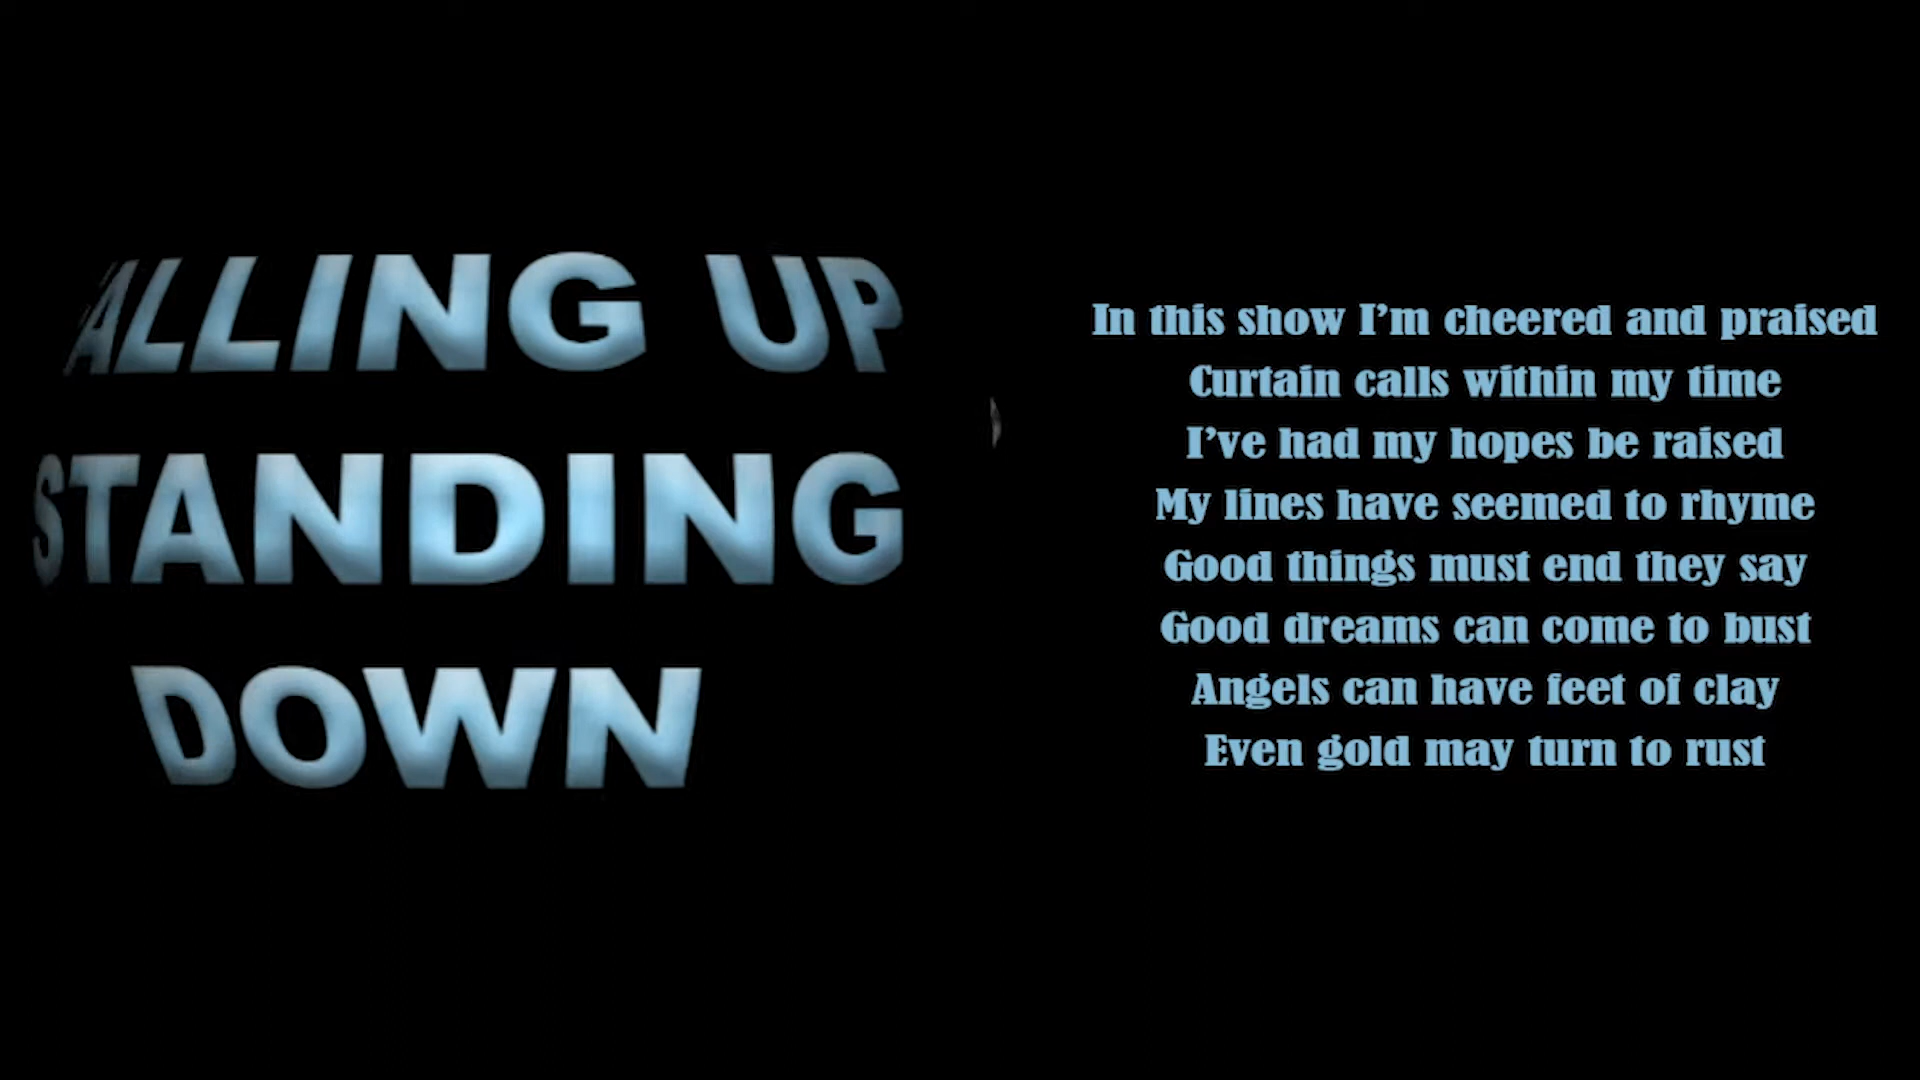 ALLING UP
STANDING
DOWN
In this show I'm cheered and praised
Curtain calls within my time
I've had my hopes be raised
My lines have seemed to rhyme
Good things must end they say
Good dreams can come to bust
Angels can have feet of clay
Even gold may turn to rust